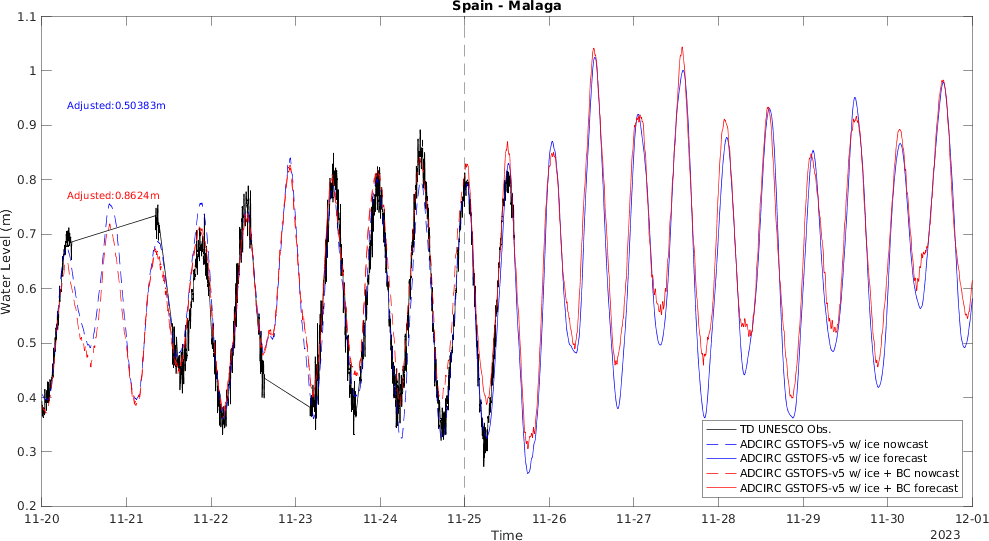 Spain - Malaga
1.1
1
0.9
0.8
0.7
0.6
0.5
0.4
0.3
0.2
Water Level (m)
Adjusted:0.50383m
Adjusted:0.8624m
TD UNESCO Obs.
ADCIRC GSTOFS-v5 w/ ice nowcast
ADCIRC GSTOFS-v5 w/ ice forecast
ADCIRC GSTOFS-v5 w/ ice + BC nowcast
ADCIRC GSTOFS-v5 w/ ice + BC forecast
11-20 11-21 11-22 11-23 11-24 11-25 11-26 11-27 11-28 11-29 11-30 12-01
Time
2023